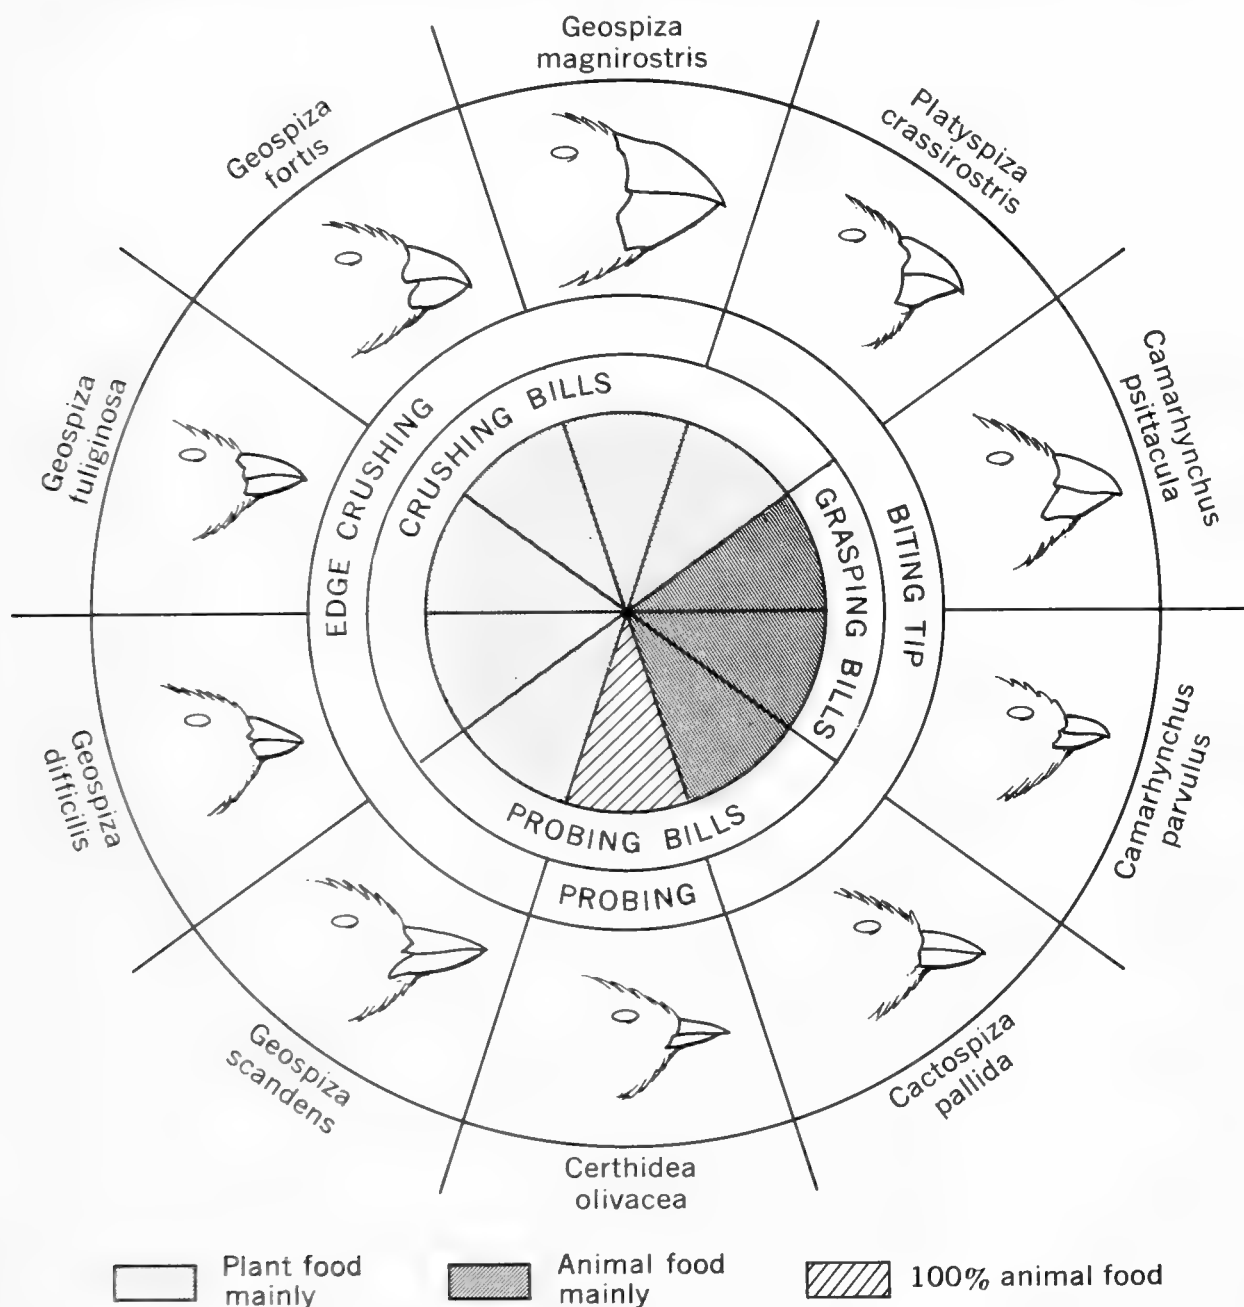 Geospiza
magnirostris
Platyspiza
crassirostris
Camarhynchus
psittacula
Camarhynchus
parvulus
Cactospiza
pallida
Certhidea
olivacea
Geospiza
scandens
Geospiza
difficilis
Geospiza
fuliginosa
Geospiza
fortis
EDGE CRUSHING
BITING TIP
PROBING
CRUSHING BILLS
GRASPING BILLS
PROBING BILLS
Plant food
mainly
Animal food
mainly
100% animal food